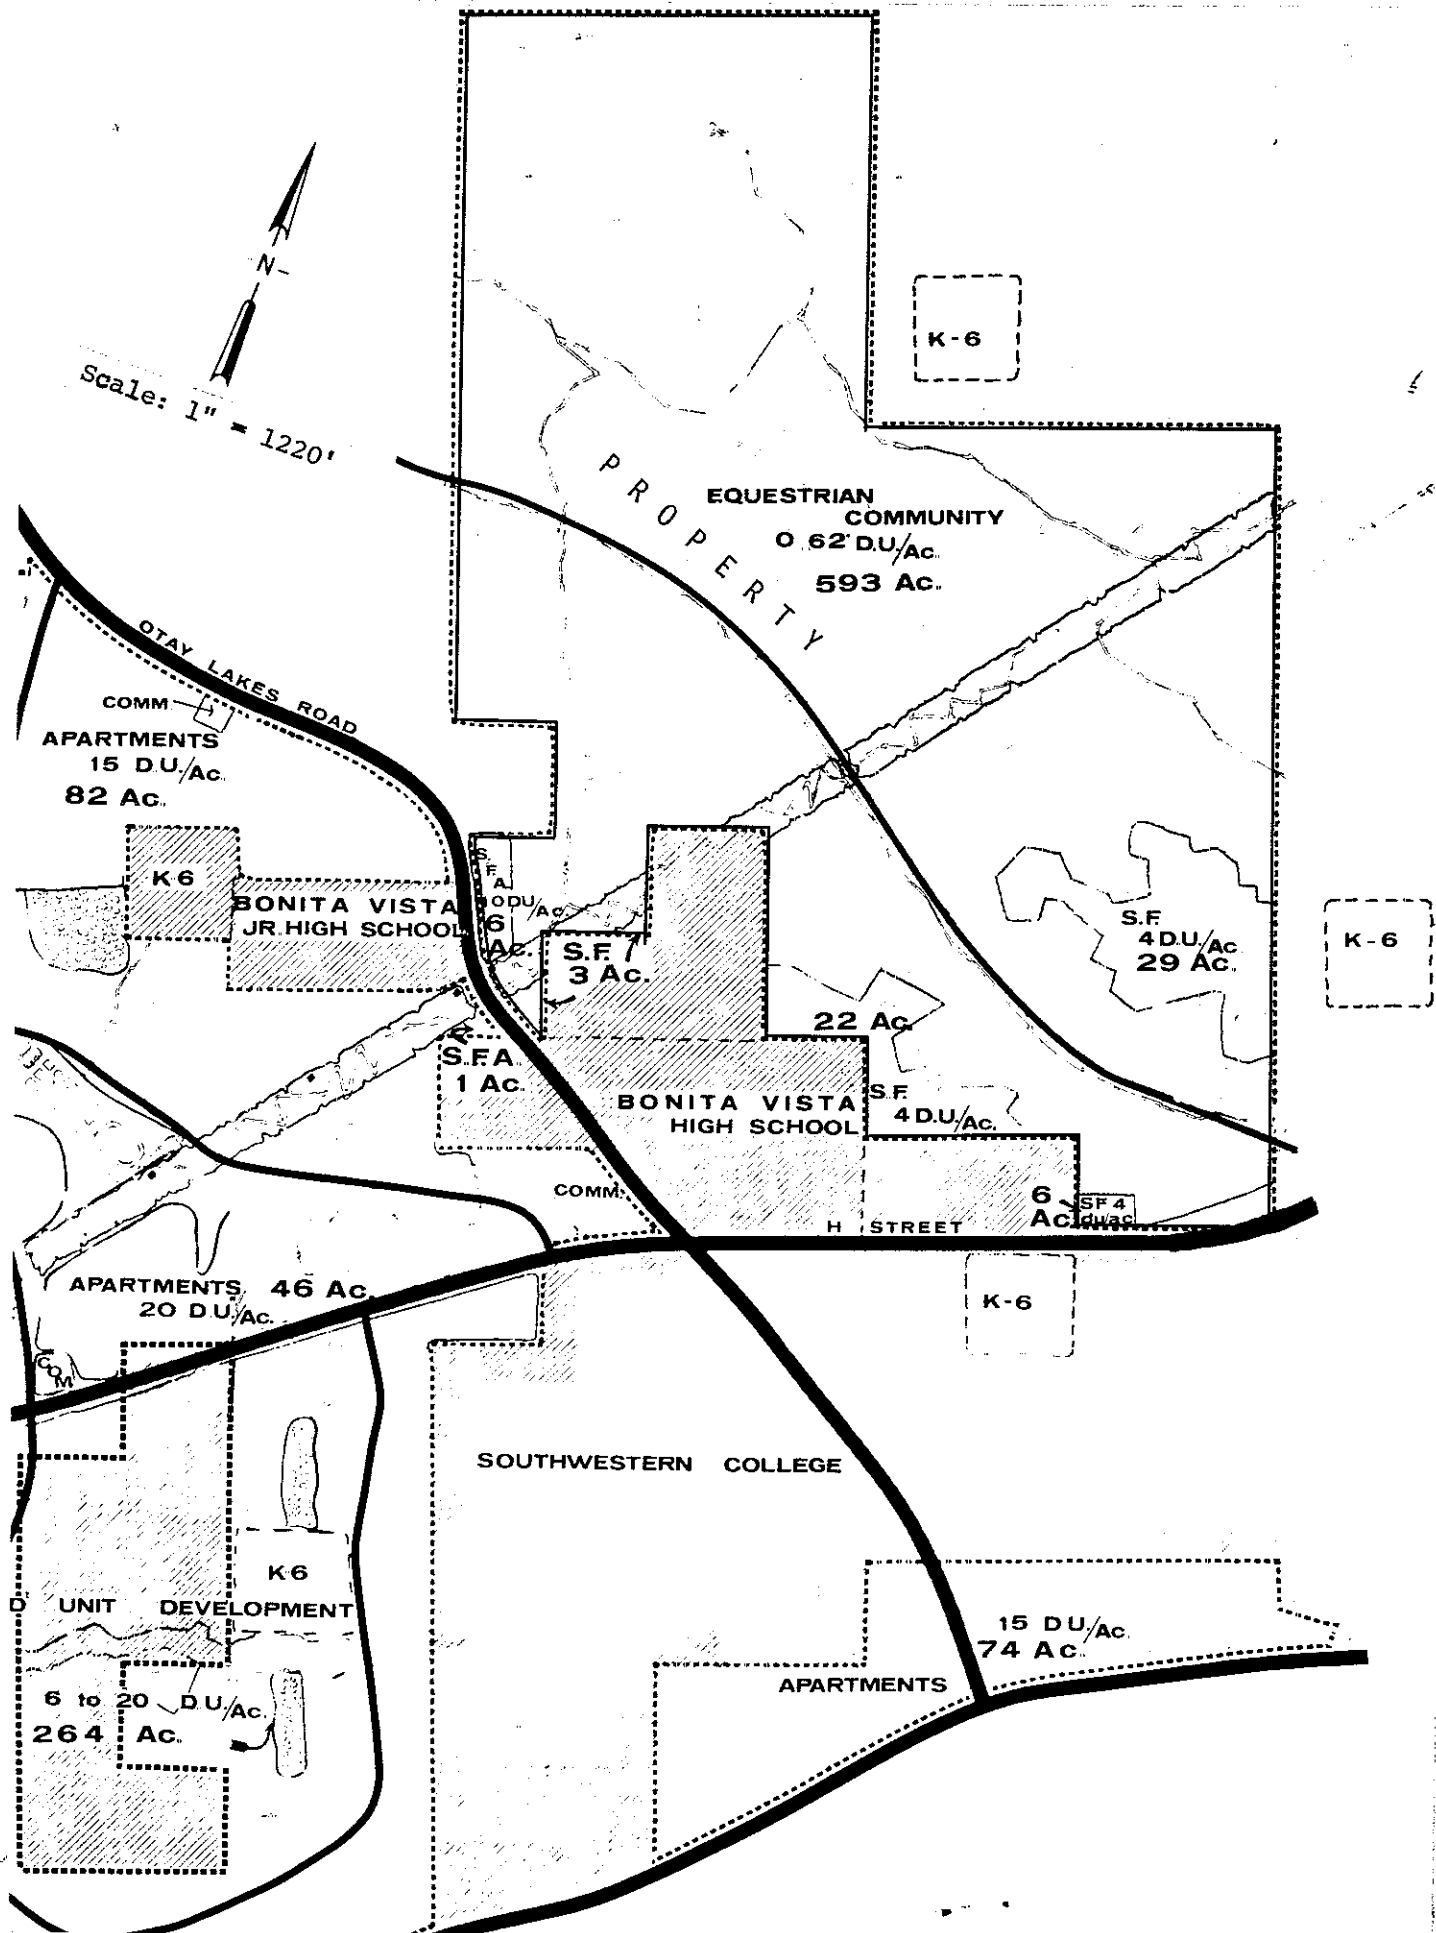 N
Scale: 1" = 1220'
K-6
PROPERTY
EQUESTRIAN
COMMUNITY
0.62 D.U./Ac.
593 Ac.
OTAY LAKES ROAD
COMM
APARTMENTS
15 D.U./Ac.
82 Ac.
K 6
BONITA VISTA
JR. HIGH SCHOOL
S.F.A.
10 DU/Ac.
6
Ac.
S.F.
3 Ac.
S.F.
4 D.U./Ac.
29 Ac.
K-6
22 Ac.
S.F.A.
1 Ac.
BONITA VISTA
HIGH SCHOOL
S.F.
4 D.U./Ac.
COMM.
6
Ac.
SF 4
du/ac
H STREET
APARTMENTS 46 Ac.
20 D.U./Ac.
K-6
COM
SOUTHWESTERN COLLEGE
K-6
D UNIT DEVELOPMENT
15 D.U./Ac.
74 Ac.
APARTMENTS
6 to 20 D.U./Ac.
264 Ac.